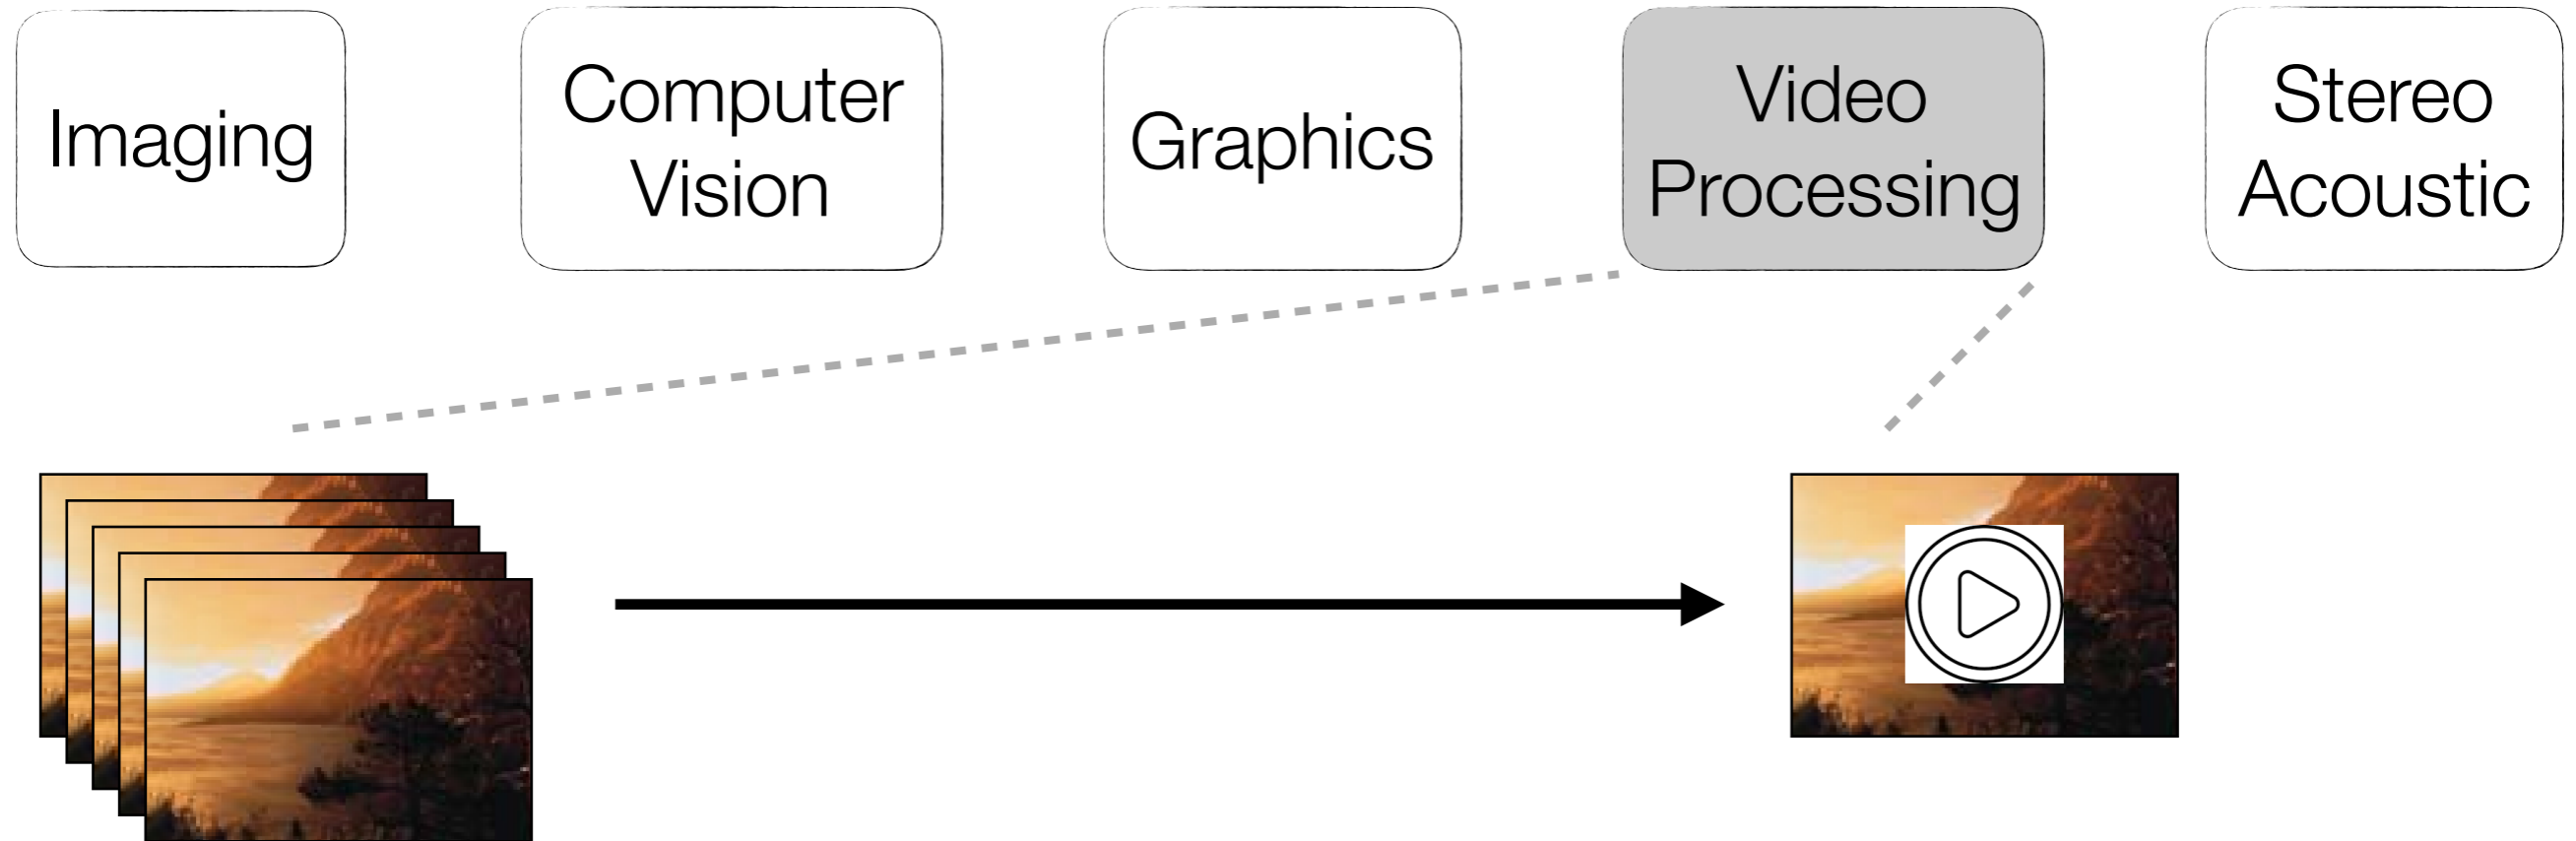 Imaging
Computer
Vision
Graphics
Video
Processing
Stereo
Acoustic